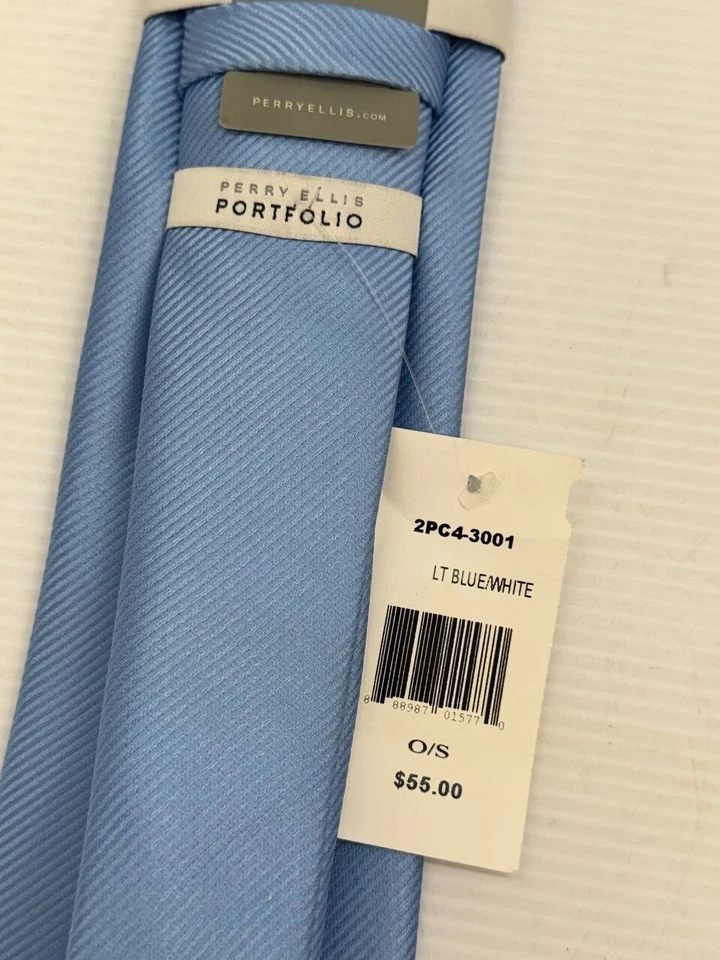 PERRYELLIS.COM
PERRY ELLIS
PORTFOLIO
2PC4-3001
LT BLUE/WHITE
8 88987 01577 0
O/S
$55.00